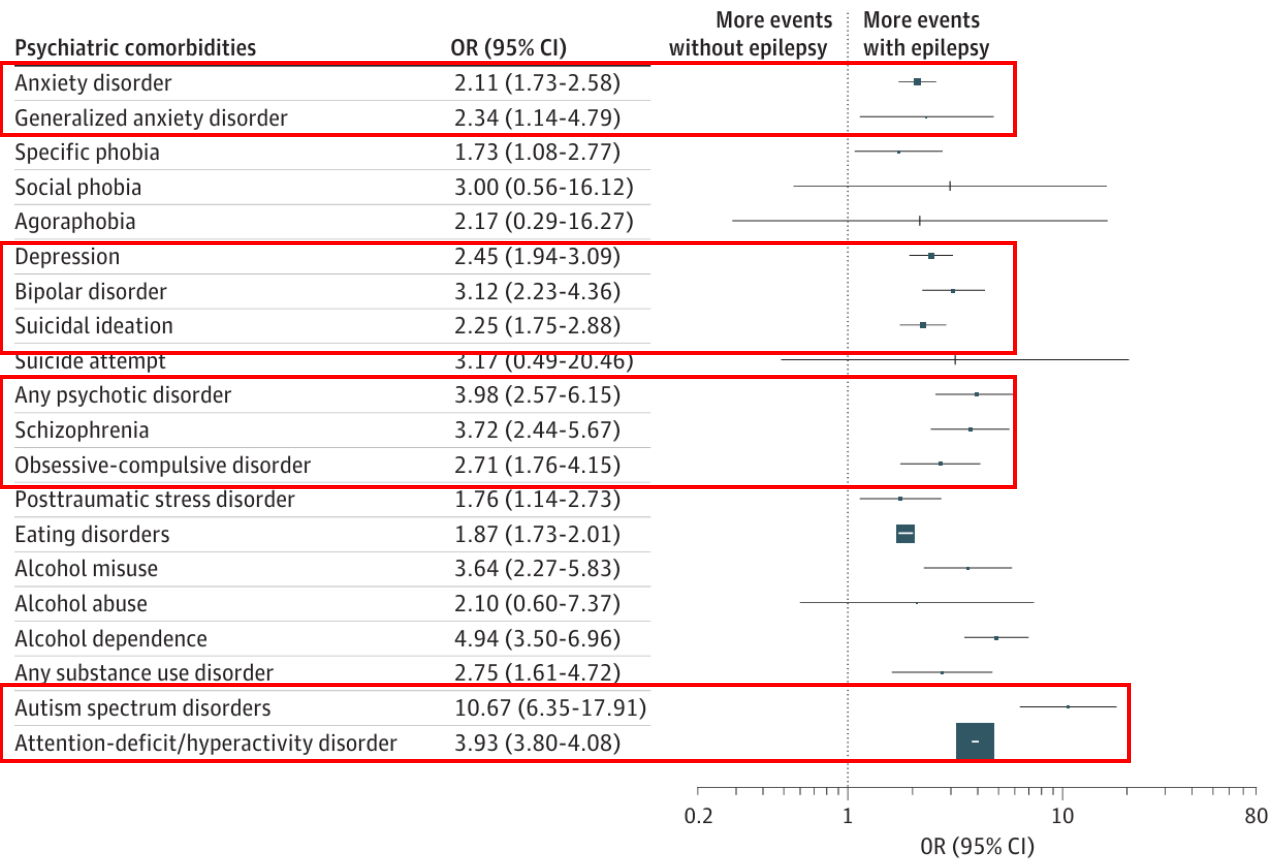 More events without epilepsy
More events with epilepsy
Psychiatric comorbidities OR (95% CI)
Anxiety disorder 2.11 (1.73-2.58)
Generalized anxiety disorder 2.34 (1.14-4.79)
Specific phobia 1.73 (1.08-2.77)
Social phobia 3.00 (0.56-16.12)
Agoraphobia 2.17 (0.29-16.27)
Depression 2.45 (1.94-3.09)
Bipolar disorder 3.12 (2.23-4.36)
Suicidal ideation 2.25 (1.75-2.88)
Suicide attempt 3.17 (0.49-20.46)
Any psychotic disorder 3.98 (2.57-6.15)
Schizophrenia 3.72 (2.44-5.67)
Obsessive-compulsive disorder 2.71 (1.76-4.15)
Posttraumatic stress disorder 1.76 (1.14-2.73)
Eating disorders 1.87 (1.73-2.01)
Alcohol misuse 3.64 (2.27-5.83)
Alcohol abuse 2.10 (0.60-7.37)
Alcohol dependence 4.94 (3.50-6.96)
Any substance use disorder 2.75 (1.61-4.72)
Autism spectrum disorders 10.67 (6.35-17.91)
Attention-deficit/hyperactivity disorder 3.93 (3.80-4.08)
0.2 1 10 80
OR (95% CI)